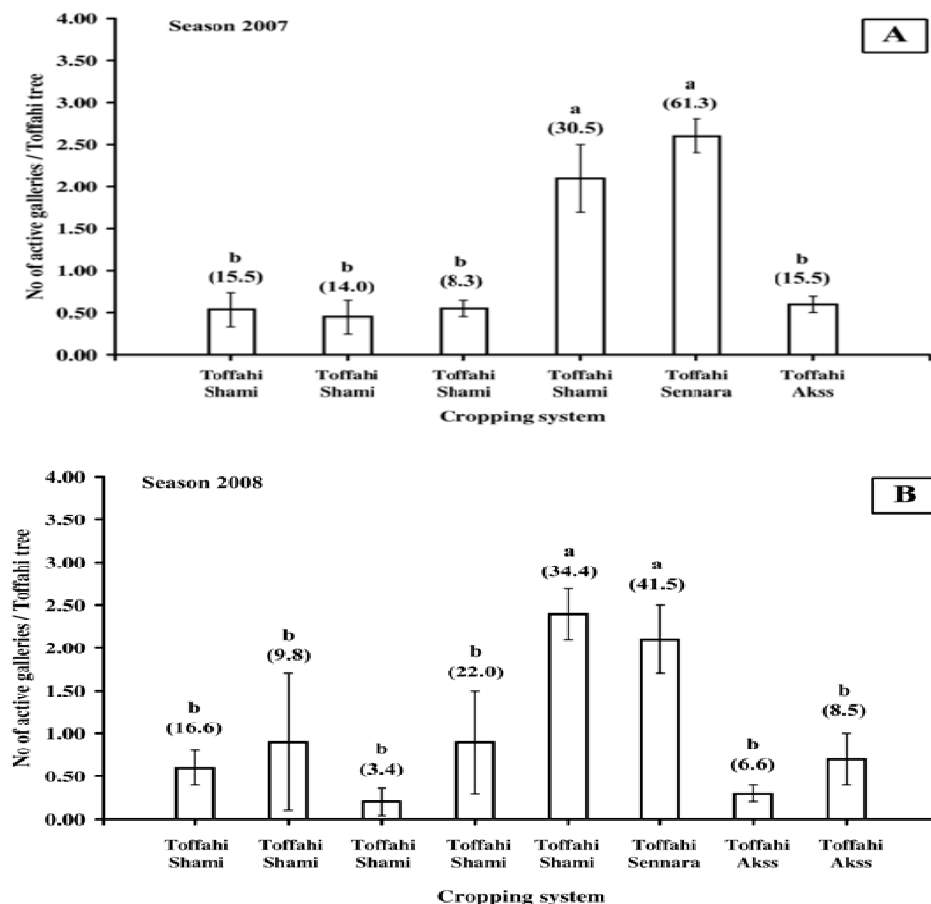 Season 2007
A
No of active galleries / Toffahi tree
4.00
3.50
3.00
2.50
2.00
1.50
1.00
0.50
0.00
b
(15.5)
b
(14.0)
b
(8.3)
a
(30.5)
a
(61.3)
b
(15.5)
Toffahi Toffahi Toffahi Toffahi Toffahi Toffahi
Shami Shami Shami Shami Sennara Akss
Cropping system
Season 2008
B
No of active galleries / Toffahi tree
4.00
3.50
3.00
2.50
2.00
1.50
1.00
0.50
0.00
b
(16.6)
b
(9.8)
b
(3.4)
b
(22.0)
a
(34.4)
a
(41.5)
b
(6.6)
b
(8.5)
Toffahi Toffahi Toffahi Toffahi Toffahi Toffahi Toffahi Toffahi
Shami Shami Shami Shami Shami Sennara Akss Akss
Cropping system